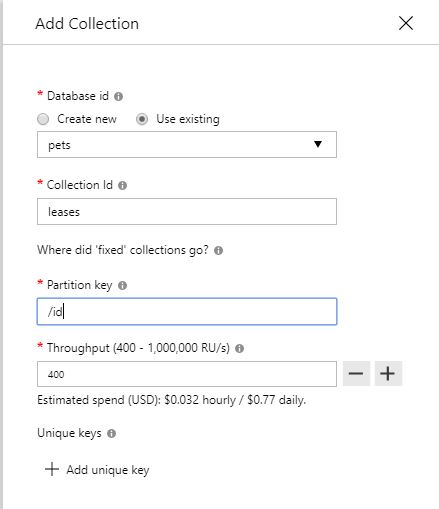 Add Collection
* Database id
Create new Use existing
pets
* Collection Id
leases
Where did 'fixed' collections go?
* Partition key
/id
* Throughput (400 - 1,000,000 RU/s)
400
Estimated spend (USD): $0.032 hourly / $0.77 daily.
Unique keys
+ Add unique key